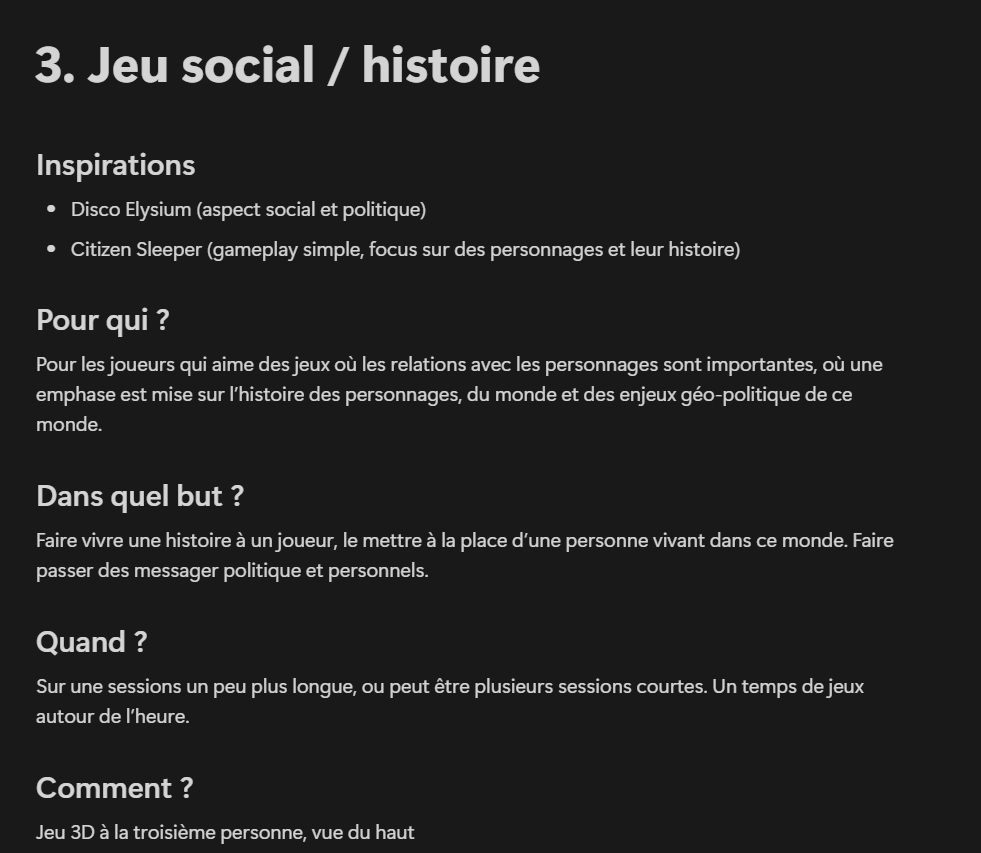 3. Jeu social / histoire
Inspirations
• Disco Elysium (aspect social et politique)
• Citizen Sleeper (gameplay simple, focus sur des personnages et leur histoire)
Pour qui ?
Pour les joueurs qui aime des jeux où les relations avec les personnages sont importantes, où une
emphase est mise sur l’histoire des personnages, du monde et des enjeux géo-politique de ce
monde.
Dans quel but ?
Faire vivre une histoire à un joueur, le mettre à la place d’une personne vivant dans ce monde. Faire
passer des messager politique et personnels.
Quand ?
Sur une sessions un peu plus longue, ou peut être plusieurs sessions courtes. Un temps de jeux
autour de l’heure.
Comment ?
Jeu 3D à la troisième personne, vue du haut